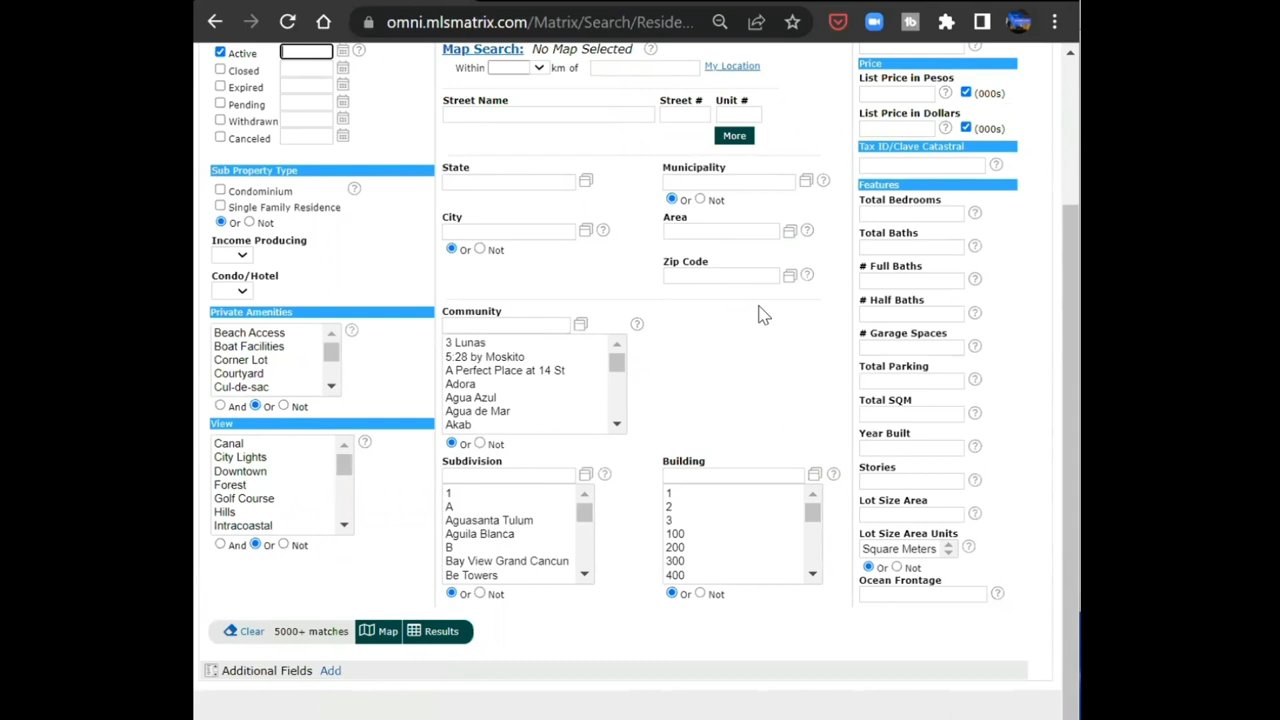 omni.mlsmatrix.com/Matrix/Search/Reside...
Active
Closed
Expired
Pending
Withdrawn
Canceled
Sub Property Type
Condominium
Single Family Residence
Or Not
Income Producing
Condo/Hotel
Private Amenities
Beach Access
Boat Facilities
Corner Lot
Courtyard
Cul-de-sac
And Or Not
View
Canal
City Lights
Downtown
Forest
Golf Course
Hills
Intracoastal
And Or Not
Map Search: No Map Selected
Within km of My Location
Street Name Street # Unit #
More
State Municipality
Or Not
City Area
Or Not
Zip Code
Community
3 Lunas
5:28 by Moskito
A Perfect Place at 14 St
Adora
Agua Azul
Agua de Mar
Akab
Or Not
Subdivision
1
A
Aguasanta Tulum
Aguila Blanca
B
Bay View Grand Cancun
Be Towers
Or Not
Building
1
2
3
100
200
300
400
Or Not
Price
List Price in Pesos
(000s)
List Price in Dollars
(000s)
Tax ID/Clave Catastral
Features
Total Bedrooms
Total Baths
# Full Baths
# Half Baths
# Garage Spaces
Total Parking
Total SQM
Year Built
Stories
Lot Size Area
Lot Size Area Units
Square Meters
Or Not
Ocean Frontage
Clear 5000+ matches Map Results
Additional Fields Add